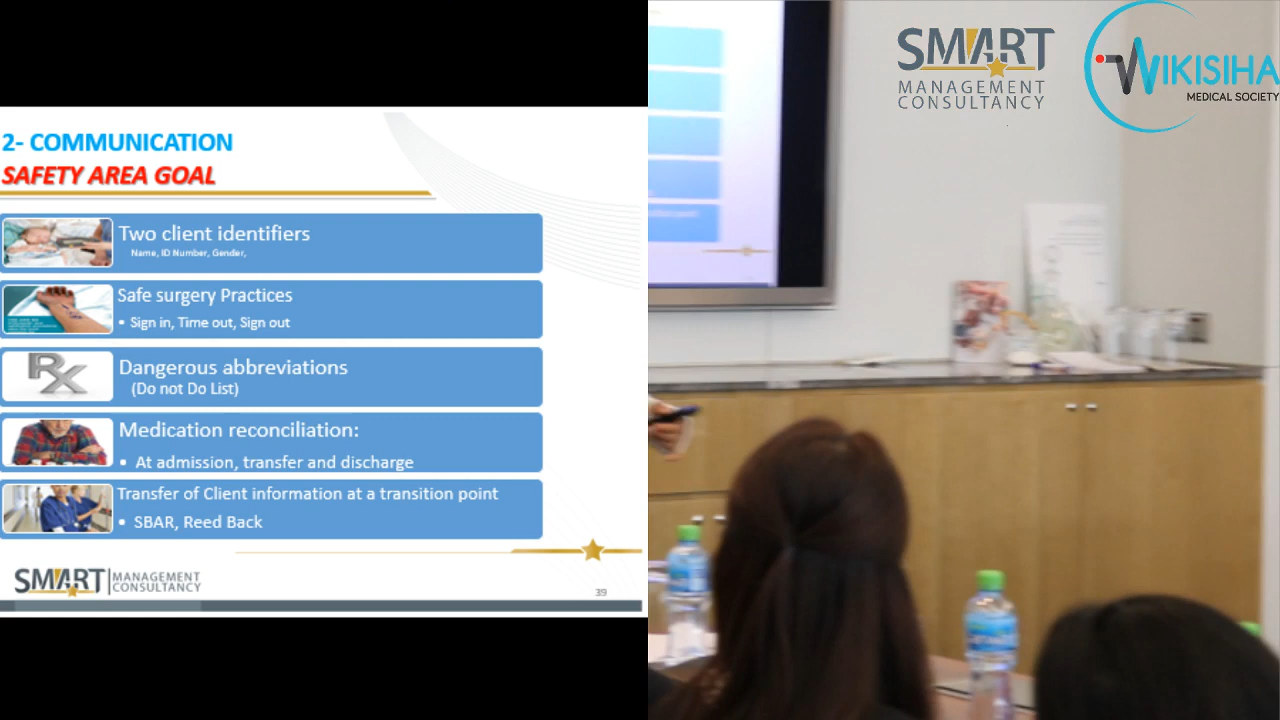 2- COMMUNICATION
SAFETY AREA GOAL
Two client identifiers
Name, ID Number, Gender,
Safe surgery Practices
• Sign in, Time out, Sign out
Dangerous abbreviations
(Do not Do List)
Medication reconciliation:
• At admission, transfer and discharge
Transfer of Client information at a transition point
• SBAR, Reed Back
SMART MANAGEMENT
CONSULTANCY
39
SMART
MANAGEMENT
CONSULTANCY
WIKISIHA
MEDICAL SOCIETY